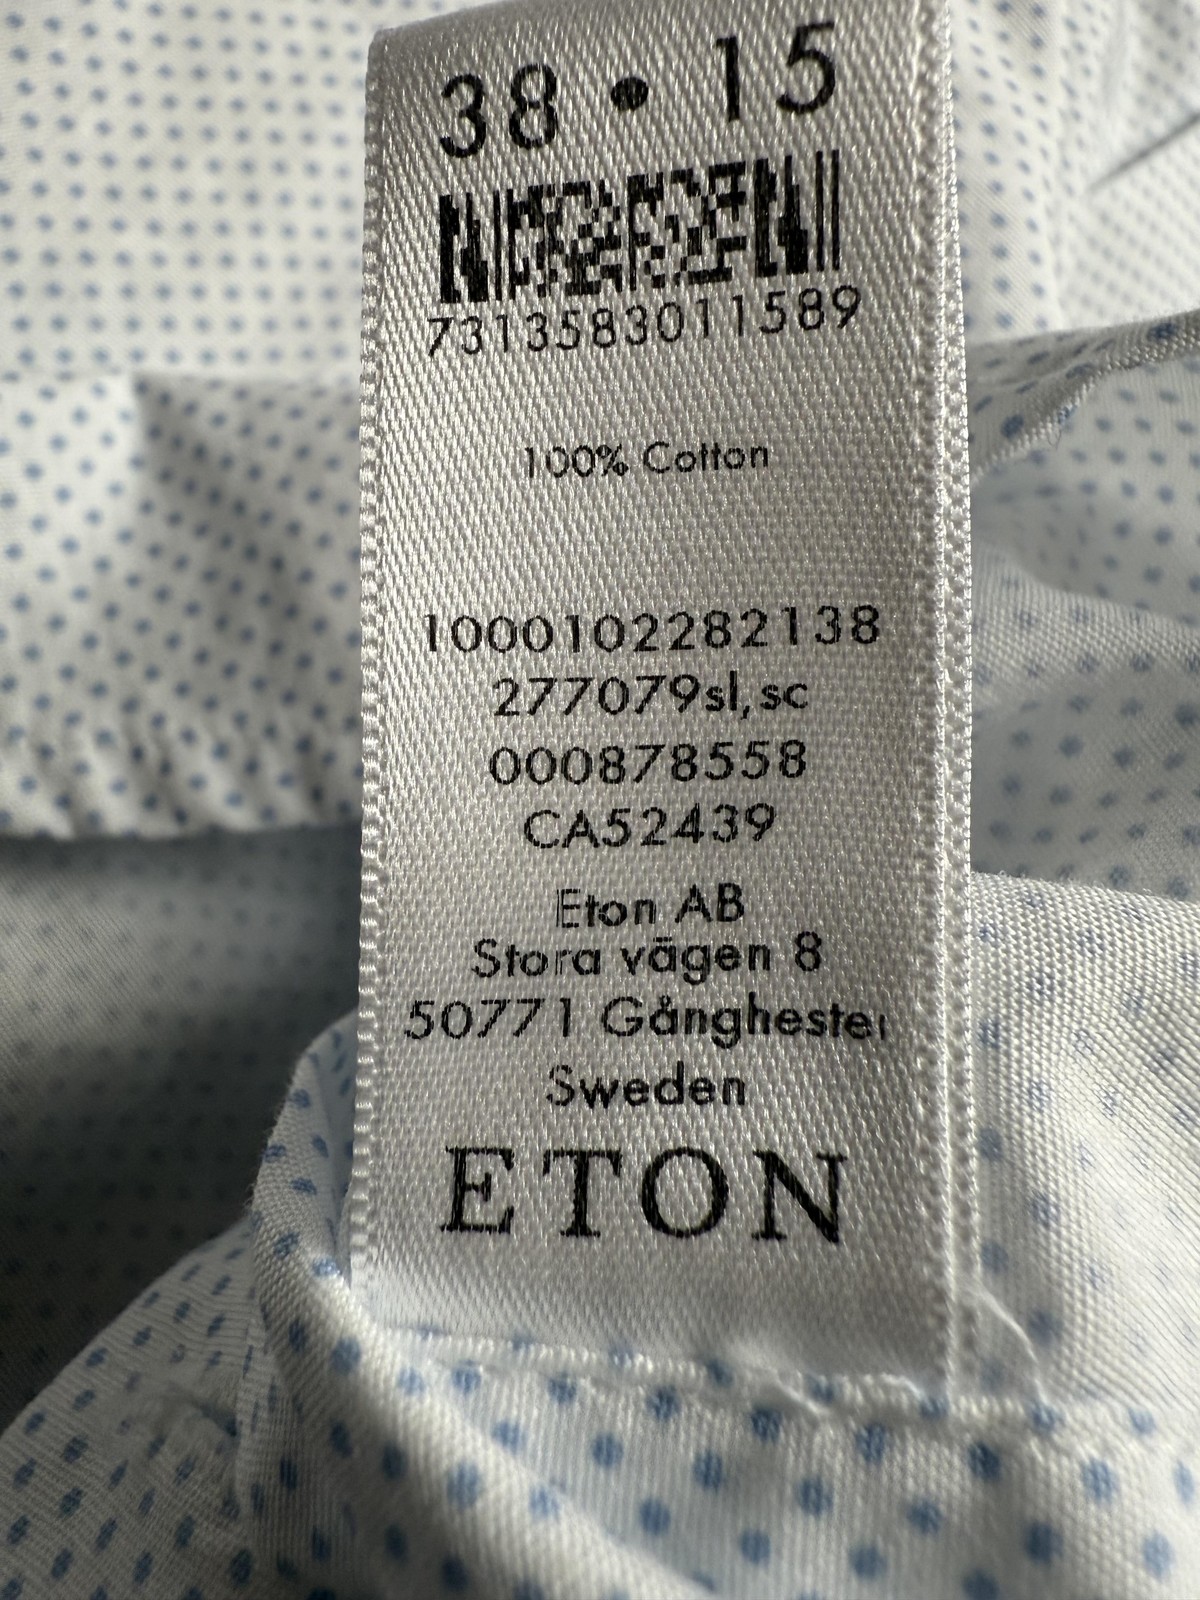 38 • 15
7313583011589
100% Cotton
1000102282138
277079sl,sc
000878558
CA52439
Eton AB
Stora vägen 8
50771 Gånghester
Sweden
ETON